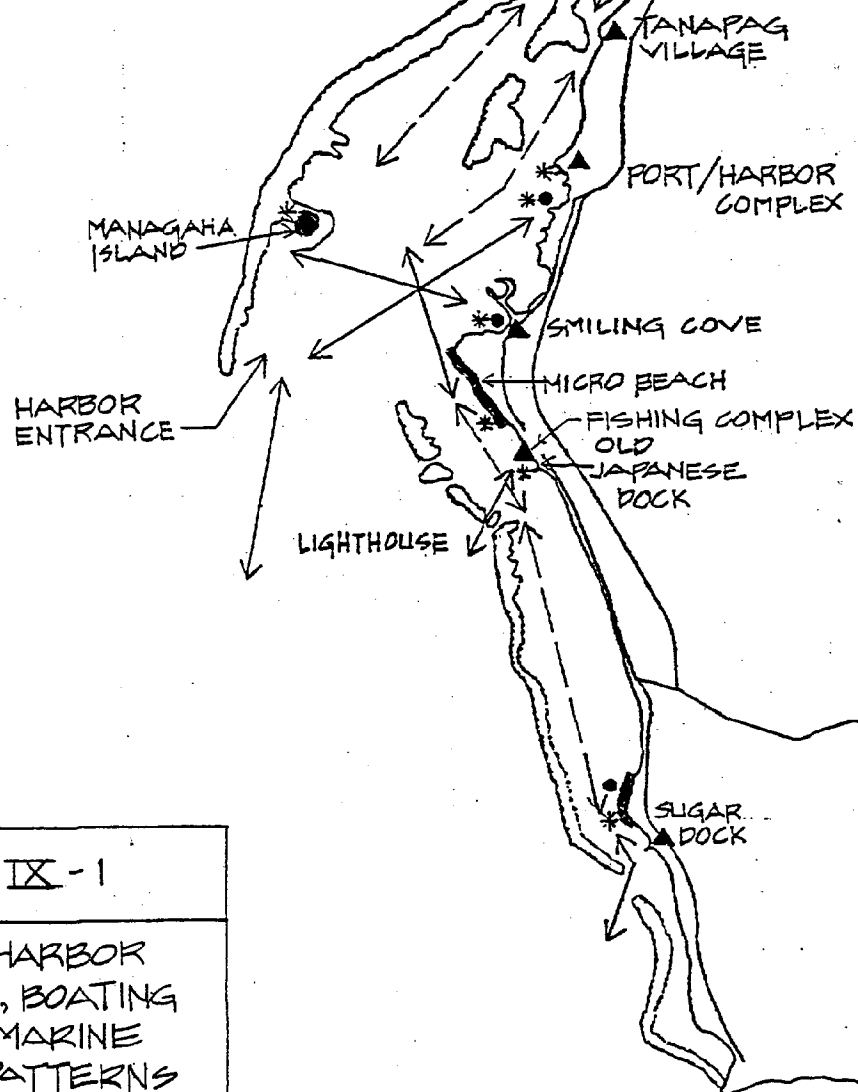 TANAPAG
VILLAGE
PORT/HARBOR
COMPLEX
MANAGAHA
ISLAND
SMILING COVE
MICRO BEACH
HARBOR
ENTRANCE
FISHING COMPLEX
OLD
JAPANESE
DOCK
LIGHTHOUSE
SUGAR
DOCK
IX-1
HARBOR
, BOATING
MARINE
PATTERNS